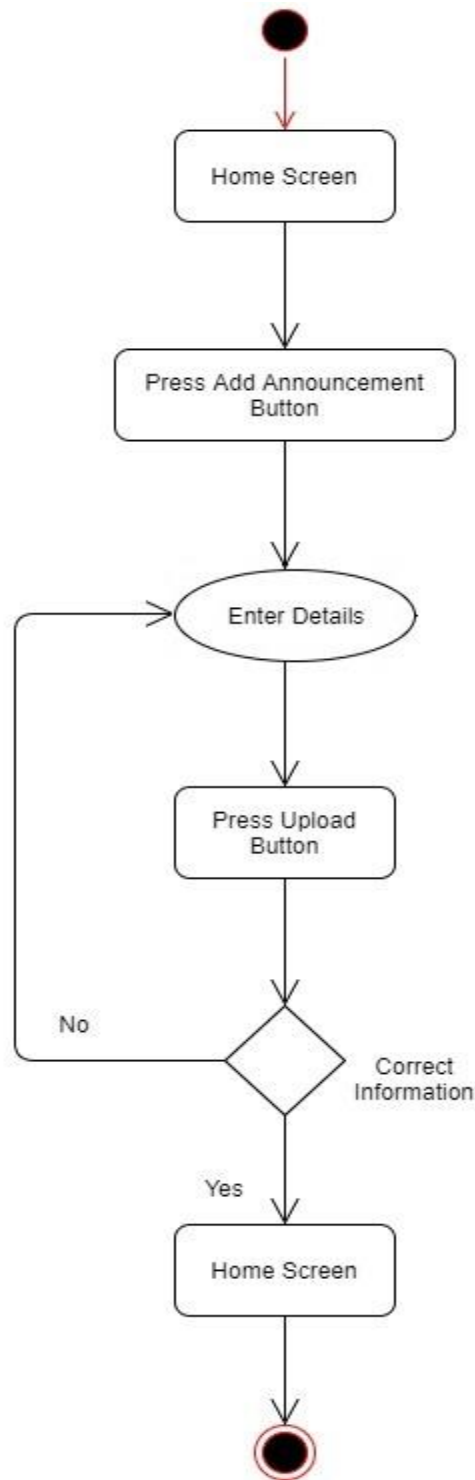 Home Screen
Press Add Announcement
Button
Enter Details
Press Upload
Button
No
Correct
Information
Yes
Home Screen